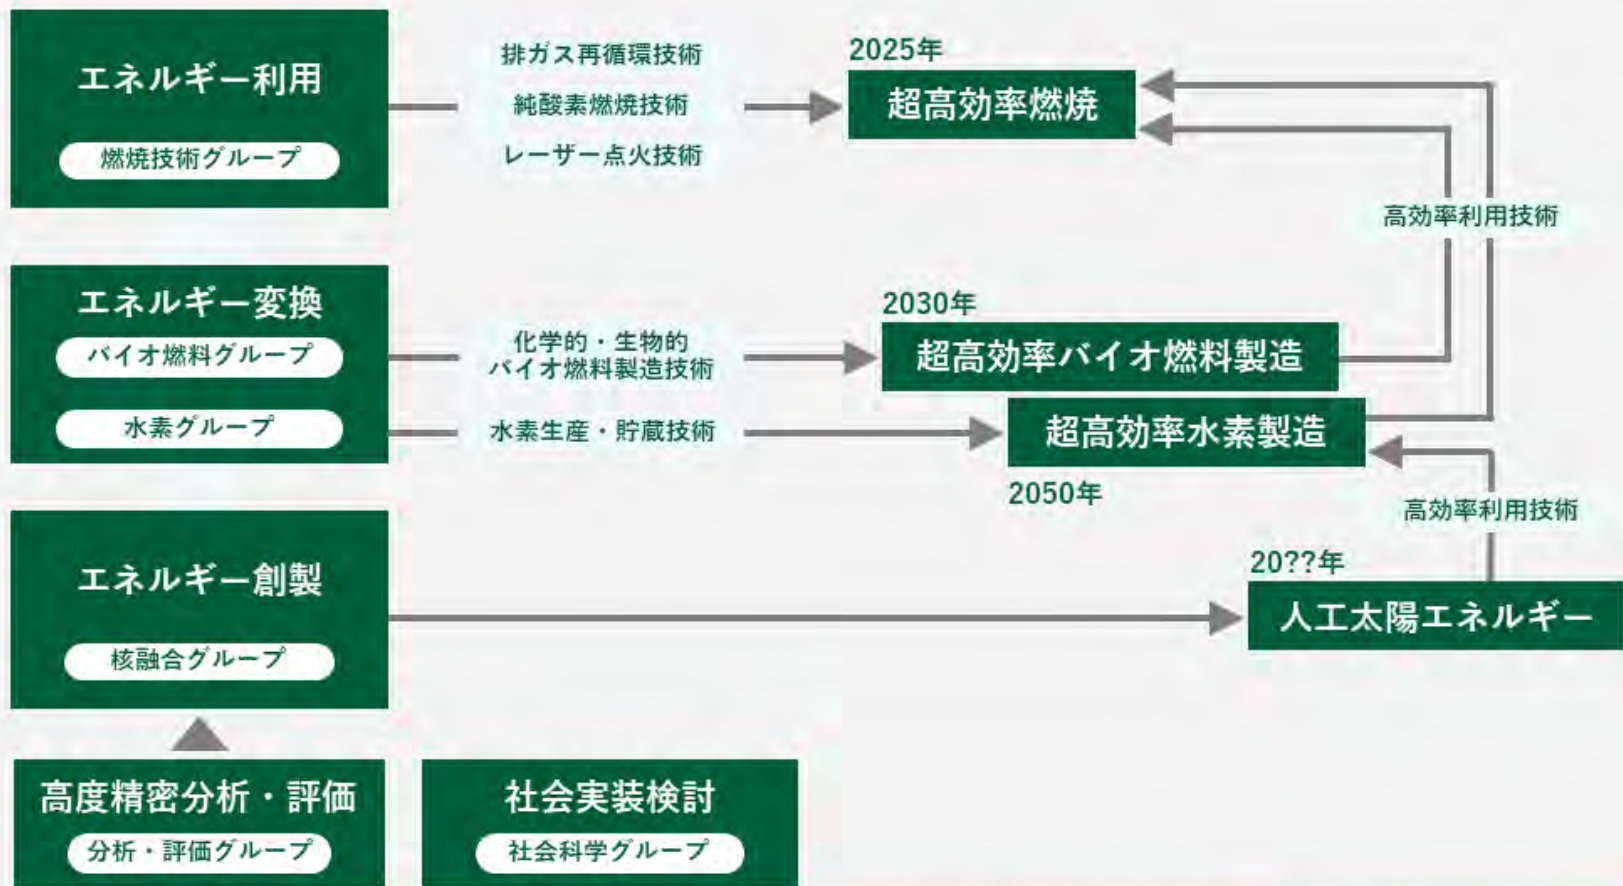 エネルギー利用
燃焼技術グループ
排ガス再循環技術
純酸素燃焼技術
レーザー点火技術
2025年
超高効率燃焼
高効率利用技術
エネルギー変換
バイオ燃料グループ
水素グループ
化学的・生物的
バイオ燃料製造技術
水素生産・貯蔵技術
2030年
超高効率バイオ燃料製造
超高効率水素製造
2050年
高効率利用技術
エネルギー創製
核融合グループ
20??年
人工太陽エネルギー
高度精密分析・評価
分析・評価グループ
社会実装検討
社会科学グループ